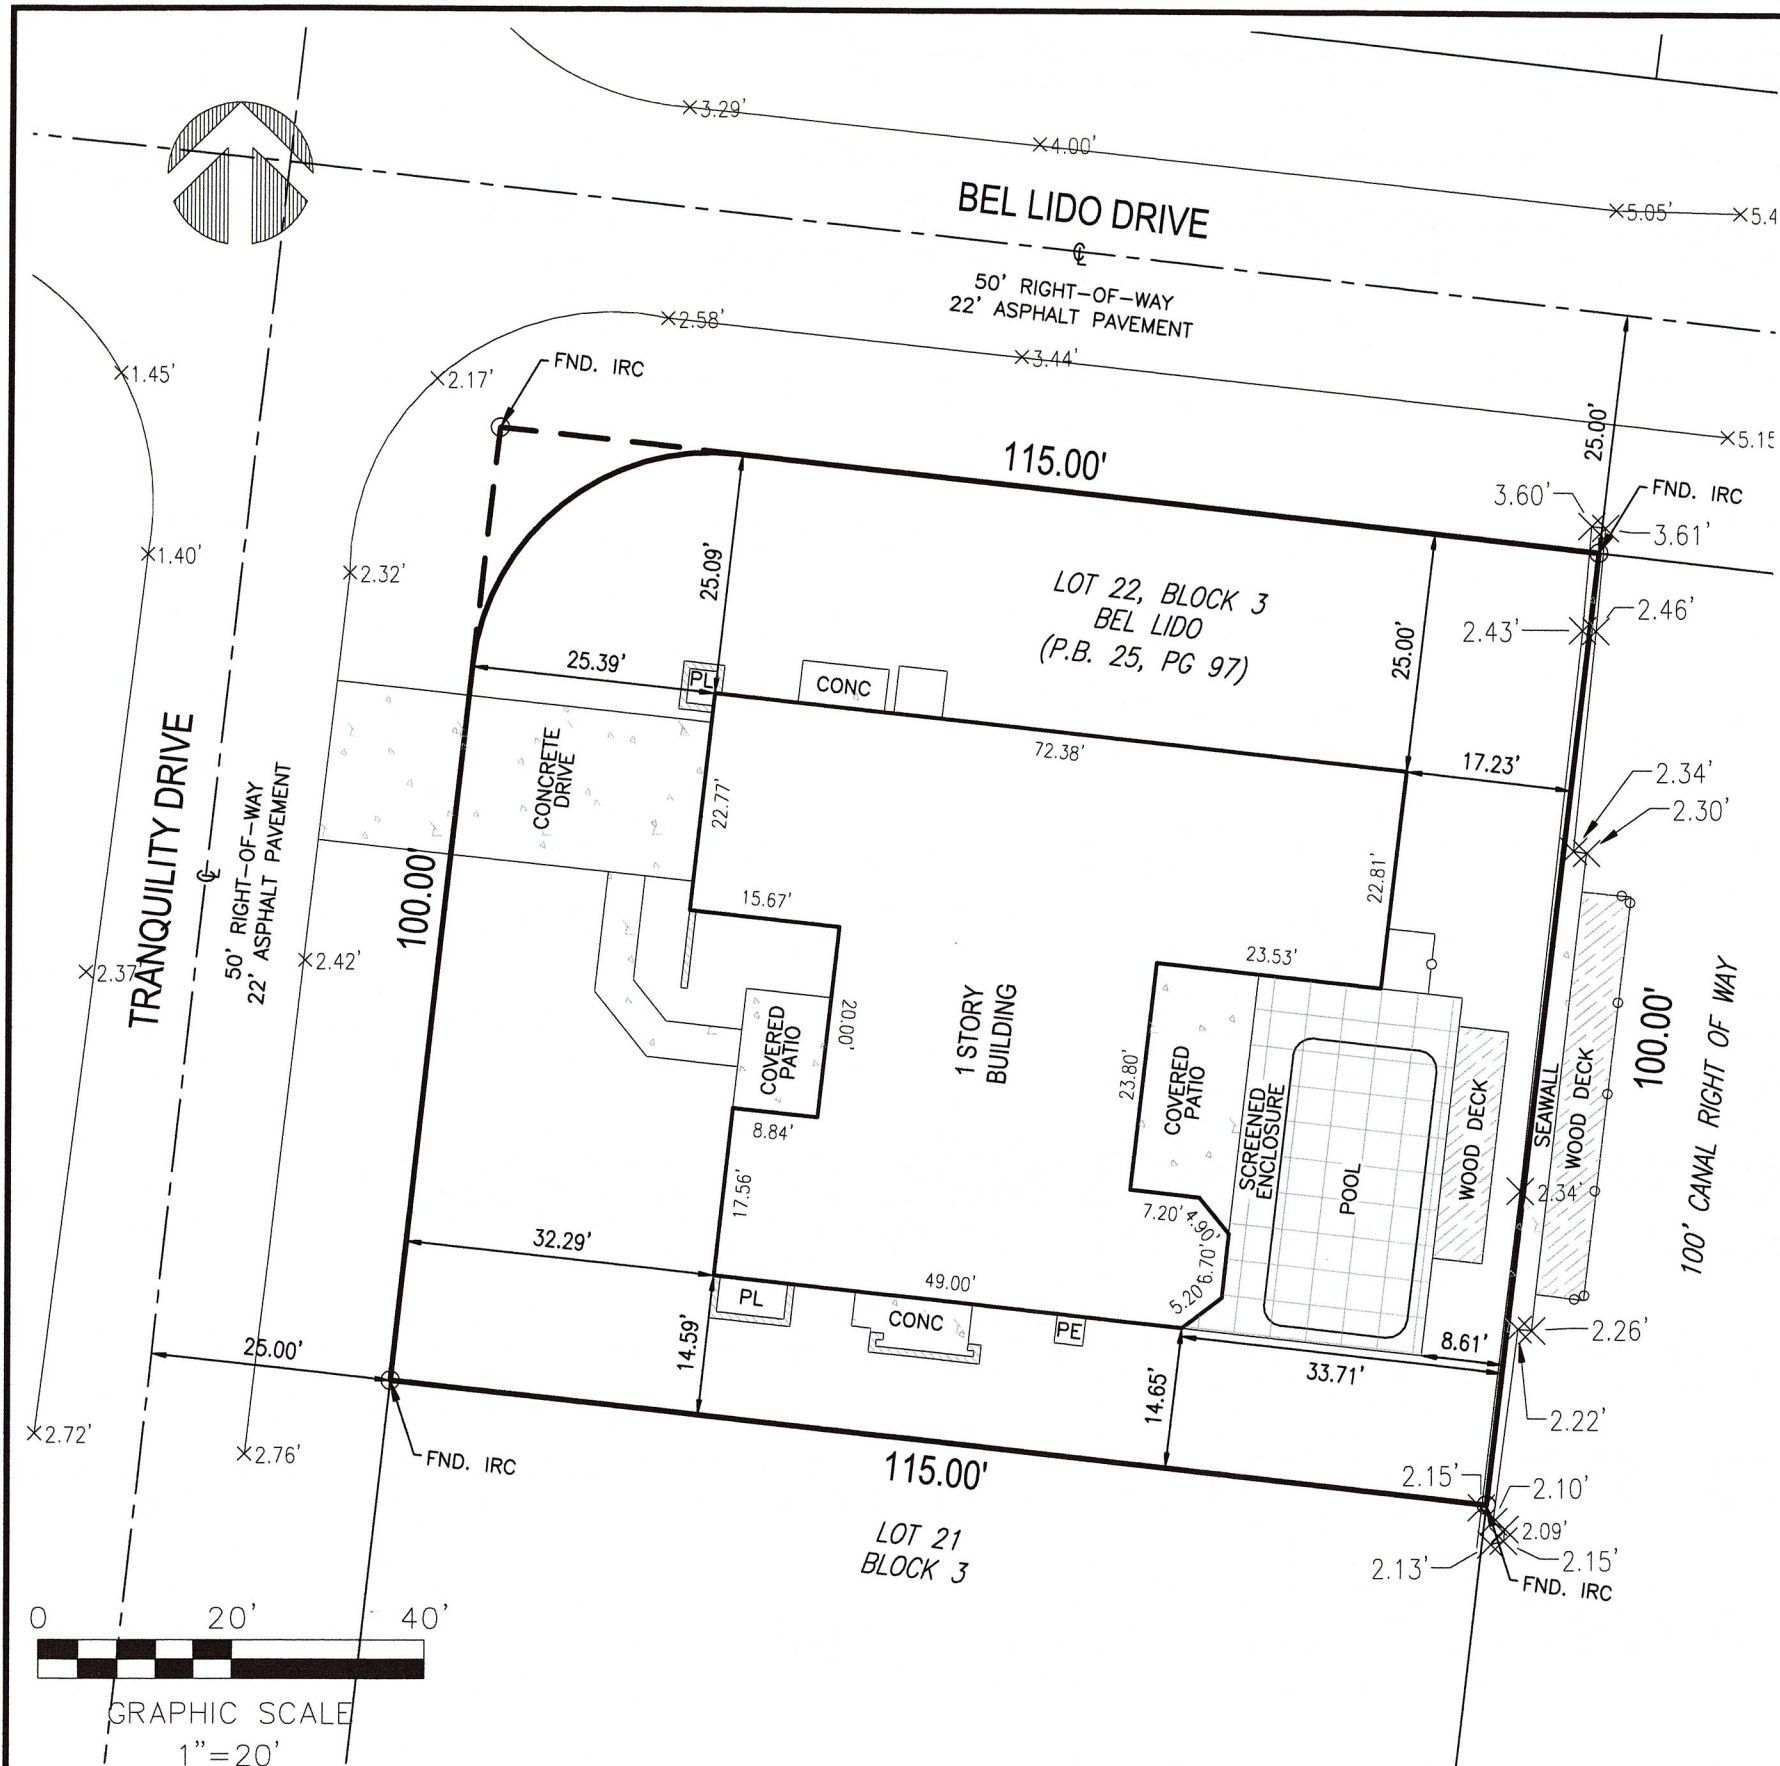 3.29'
4.00'
BEL LIDO DRIVE
5.05'
5.4
℄
50' RIGHT-OF-WAY
22' ASPHALT PAVEMENT
2.58'
3.44'
1.45'
2.17'
FND. IRC
25.00'
5.15
115.00'
3.60'
FND. IRC
3.61'
1.40'
2.32'
25.09'
LOT 22, BLOCK 3
BEL LIDO
(P.B. 25, PG 97)
25.00'
2.43'
2.46'
25.39'
PL
CONC
72.38'
17.23'
2.34'
2.30'
TRANQUILITY DRIVE
℄
50' RIGHT-OF-WAY
22' ASPHALT PAVEMENT
CONCRETE
DRIVE
22.77'
100.00'
22.81'
15.67'
2.37'
2.42'
23.53'
1 STORY
BUILDING
COVERED
PATIO
20.00'
23.80'
COVERED
PATIO
SCREENED
ENCLOSURE
POOL
WOOD DECK
SEAWALL
WOOD DECK
100.00'
100' CANAL RIGHT OF WAY
8.84'
17.56'
7.20'
4.90'
6.70'
5.20'
2.34'
32.29'
49.00'
PL
CONC
PE
2.26'
25.00'
14.59'
8.61'
33.71'
14.65'
2.22'
2.72'
2.76'
FND. IRC
115.00'
2.15'
2.10'
2.09'
2.15'
2.13'
FND. IRC
LOT 21
BLOCK 3
0 20' 40'
GRAPHIC SCALE
1"=20'